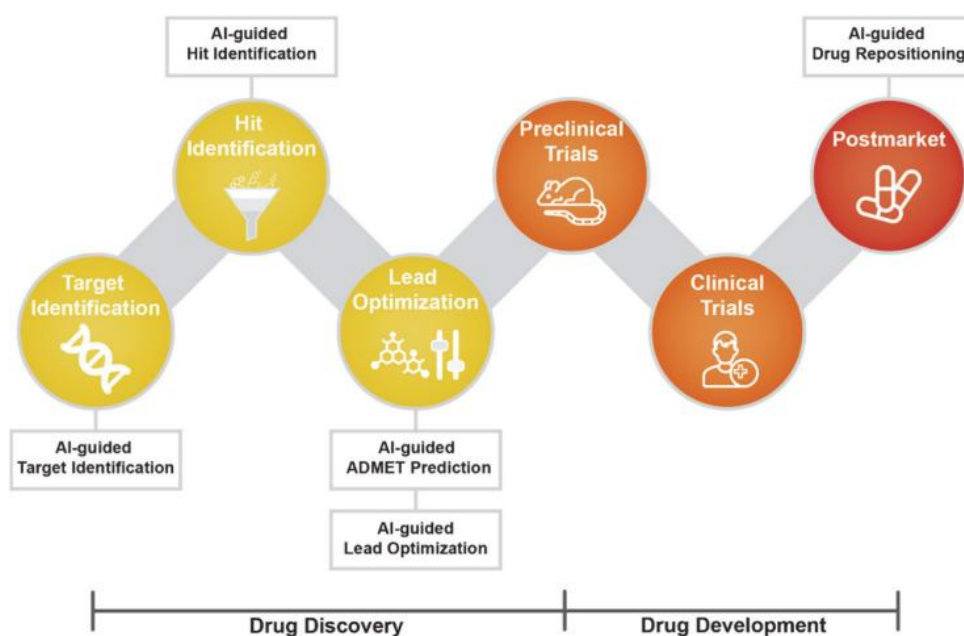 AI-guided
Hit Identification
AI-guided
Drug Repositioning
Hit
Identification
Preclinical
Trials
Postmarket
Target
Identification
Lead
Optimization
Clinical
Trials
AI-guided
Target Identification
AI-guided
ADMET Prediction
AI-guided
Lead Optimization
Drug Discovery
Drug Development